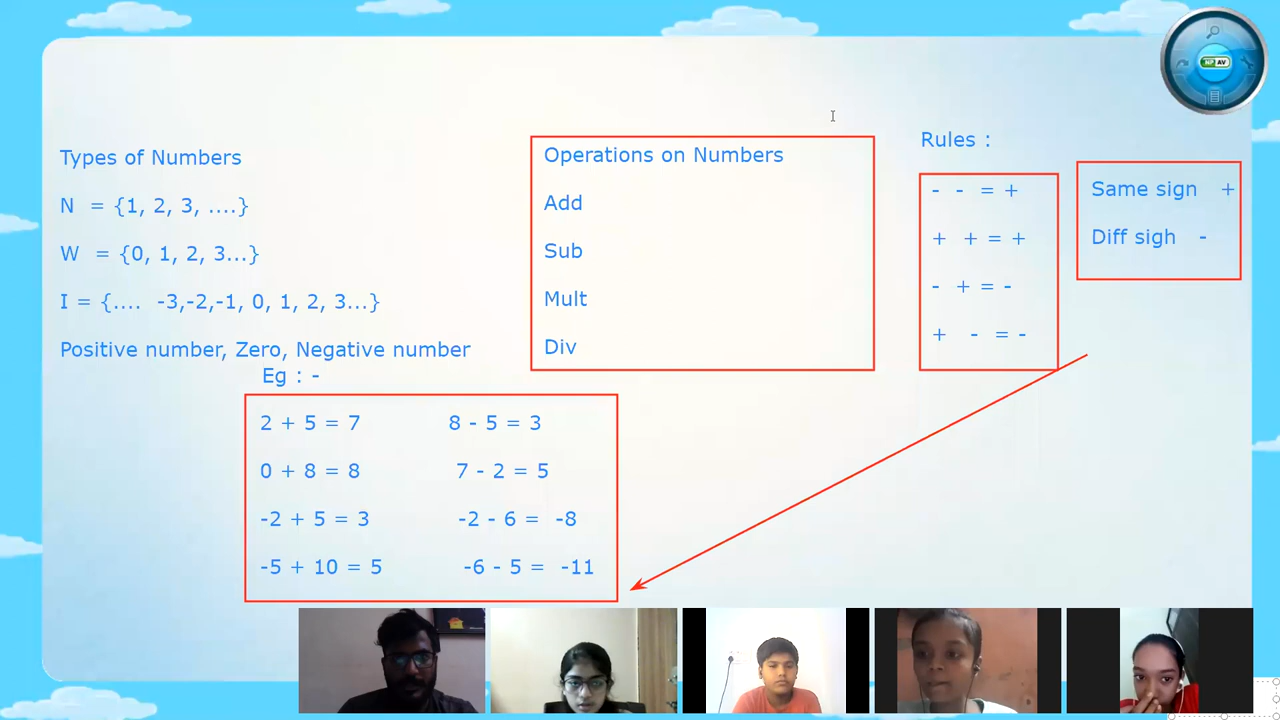 Types of Numbers
N = {1, 2, 3, ....}
W = {0, 1, 2, 3...}
I = {.... -3,-2,-1, 0, 1, 2, 3...}
Positive number, Zero, Negative number
Eg : -
2 + 5 = 7 8 - 5 = 3
0 + 8 = 8 7 - 2 = 5
-2 + 5 = 3 -2 - 6 = -8
-5 + 10 = 5 -6 - 5 = -11
Operations on Numbers
Add
Sub
Mult
Div
Rules :
- - = +
+ + = +
- + = -
+ - = -
Same sign +
Diff sigh -
NP AV